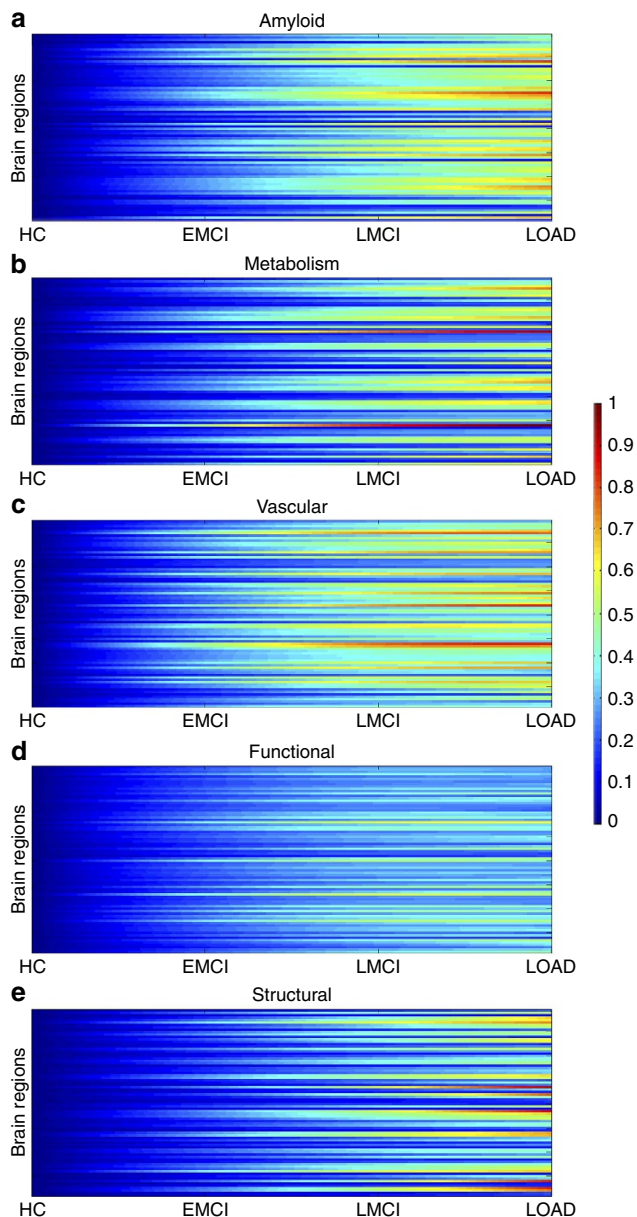 a Amyloid
Brain regions
HC EMCI LMCI LOAD
b Metabolism
Brain regions
HC EMCI LMCI LOAD
c Vascular
Brain regions
HC EMCI LMCI LOAD
d Functional
Brain regions
HC EMCI LMCI LOAD
e Structural
Brain regions
HC EMCI LMCI LOAD
1
0.9
0.8
0.7
0.6
0.5
0.4
0.3
0.2
0.1
0